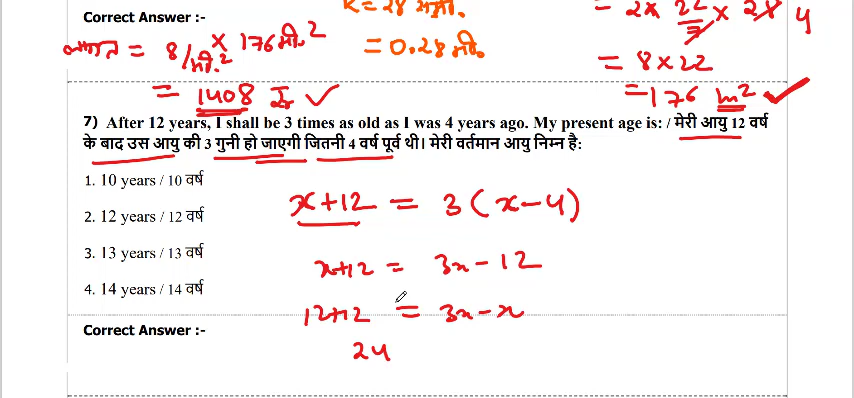 Correct Answer :-
= 28 
= 2x 22/7 x 28 4
लागत = 8/मी.² x 176 मी.²
= 0.28 मी.
= 8 x 22
= 1408 ₹ ✓
= 176 m² ✓
7) After 12 years, I shall be 3 times as old as I was 4 years ago. My present age is: / मेरी आयु 12 वर्ष
के बाद उस आयु की 3 गुनी हो जाएगी जितनी 4 वर्ष पूर्व थी। मेरी वर्तमान आयु निम्न है:
1. 10 years / 10 वर्ष
x+12 = 3(x-4)
2. 12 years / 12 वर्ष
3. 13 years / 13 वर्ष
x+12 = 3x-12
4. 14 years / 14 वर्ष
12+12 = 3x-x
Correct Answer :-
24